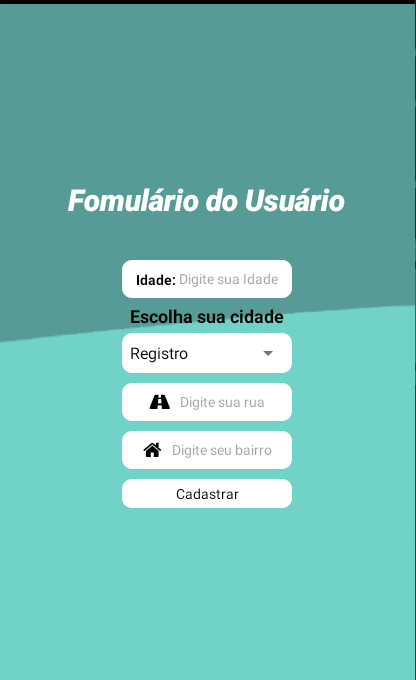 Fomulário do Usuário
Idade: Digite sua Idade
Escolha sua cidade
Registro
Digite sua rua
Digite seu bairro
Cadastrar